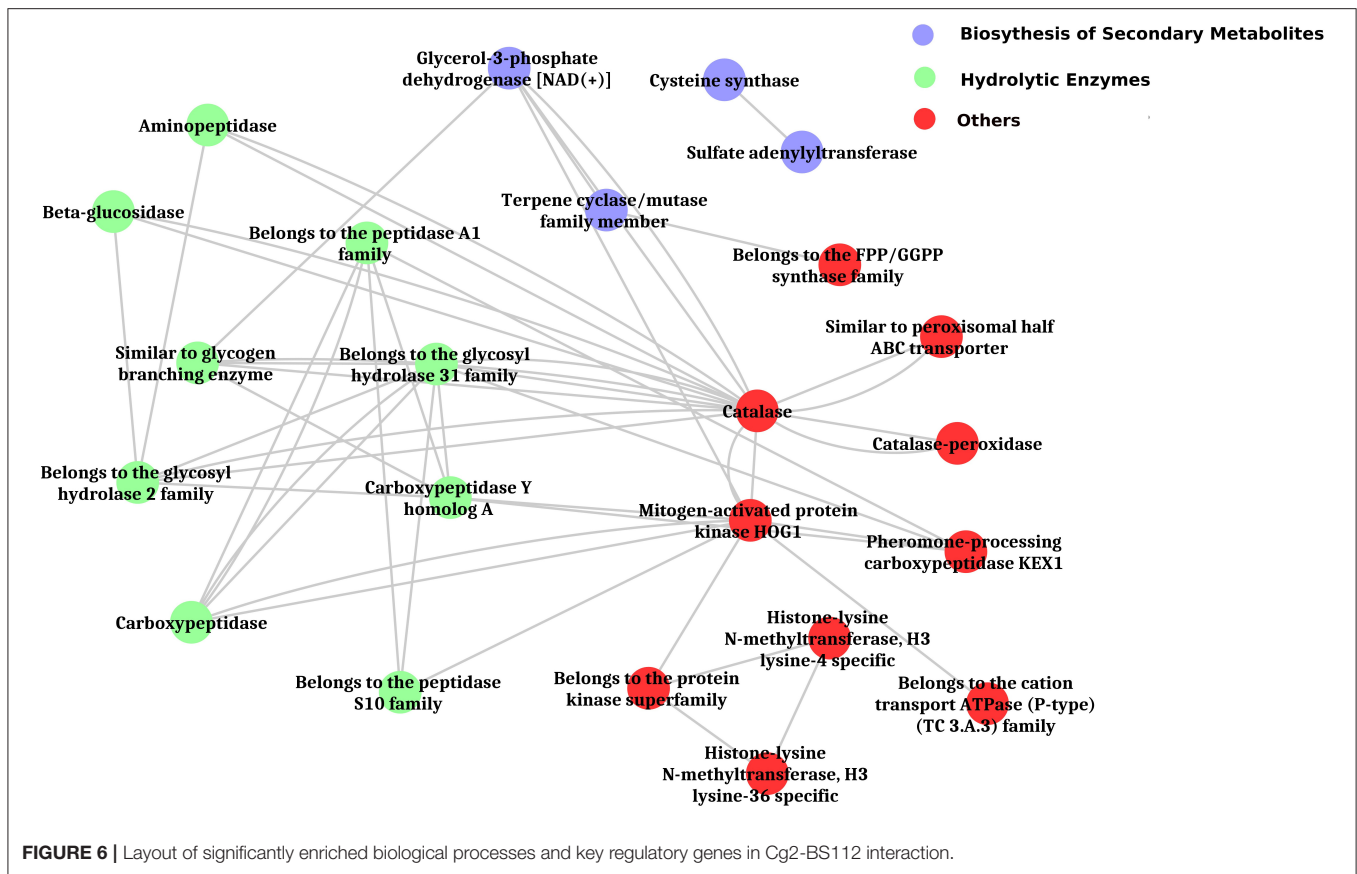 Biosythesis of Secondary Metabolites
Hydrolytic Enzymes
Others
Glycerol-3-phosphate
dehydrogenase [NAD(+)]
Cysteine synthase
Aminopeptidase
Sulfate adenylyltransferase
Beta-glucosidase
Terpene cyclase/mutase
family member
Belongs to the peptidase A1
family
Belongs to the FPP/GGPP
synthase family
Similar to peroxisomal half
ABC transporter
Similar to glycogen
branching enzyme
Belongs to the glycosyl
hydrolase 31 family
Catalase
Catalase-peroxidase
Belongs to the glycosyl
hydrolase 2 family
Carboxypeptidase Y
homolog A
Mitogen-activated protein
kinase HOG1
Pheromone-processing
carboxypeptidase KEX1
Carboxypeptidase
Histone-lysine
N-methyltransferase, H3
lysine-4 specific
Belongs to the peptidase
S10 family
Belongs to the protein
kinase superfamily
Belongs to the cation
transport ATPase (P-type)
(TC 3.A.3) family
Histone-lysine
N-methyltransferase, H3
lysine-36 specific
FIGURE 6 | Layout of significantly enriched biological processes and key regulatory genes in Cg2-BS112 interaction.